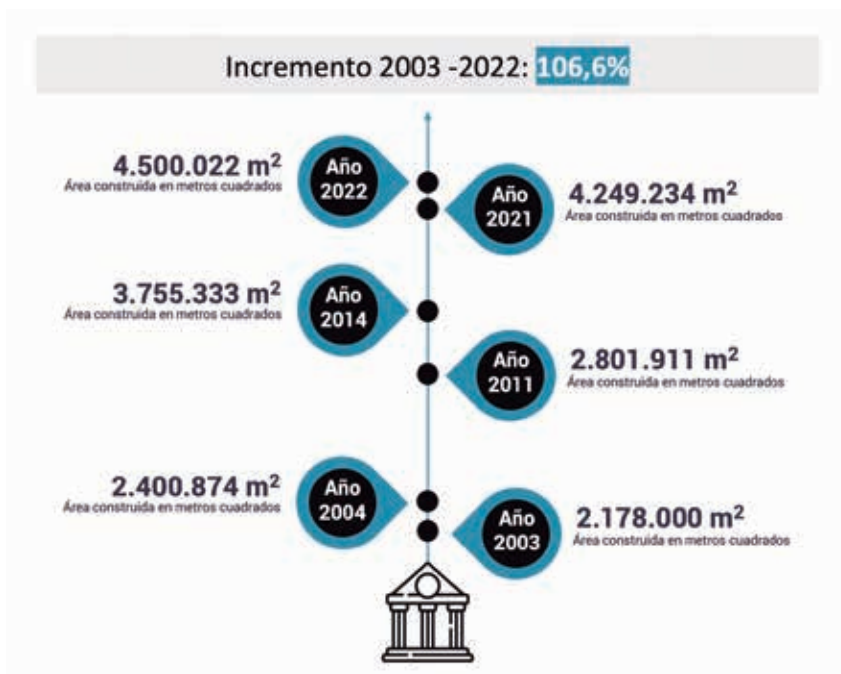 Incremento 2003 -2022: 106,6%
4.500.022 m²
Área construida en metros cuadrados
Año
2022
Año
2021
4.249.234 m²
Área construida en metros cuadrados
3.755.333 m²
Área construida en metros cuadrados
Año
2014
Año
2011
2.801.911 m²
Área construida en metros cuadrados
2.400.874 m²
Área construida en metros cuadrados
Año
2004
Año
2003
2.178.000 m²
Área construida en metros cuadrados